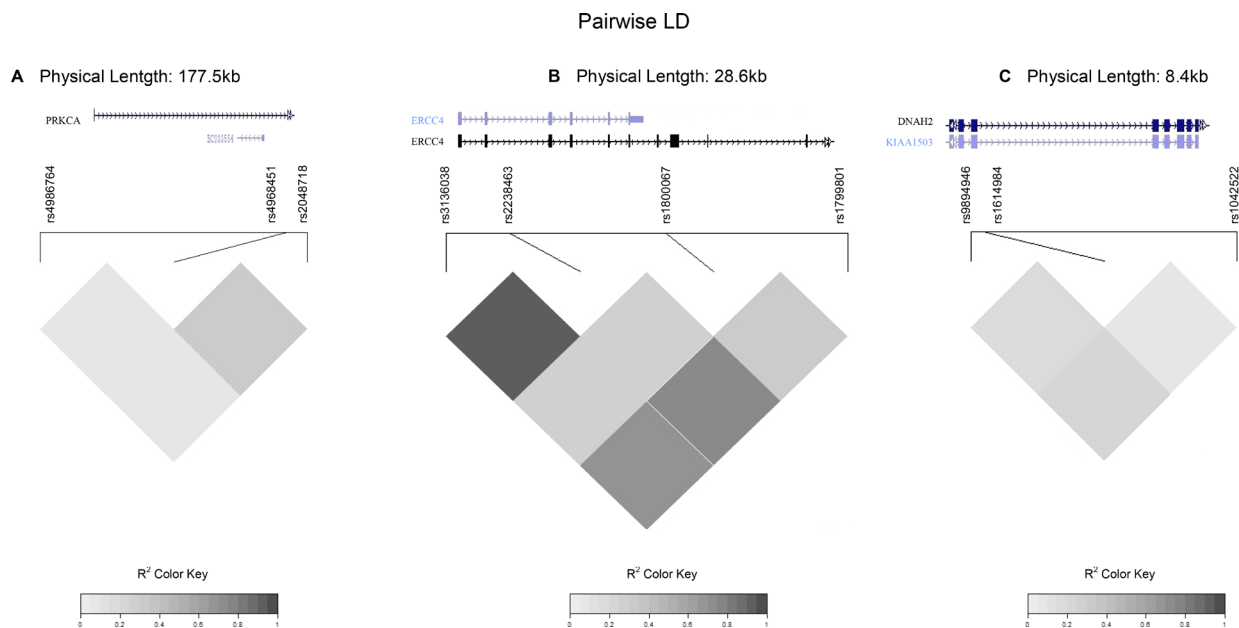 Pairwise LD
A Physical Lentgth: 177.5kb
PRKCA
rs4986764
rs4968451
rs2048718
R² Color Key
0 0.2 0.4 0.6 0.8 1
B Physical Lentgth: 28.6kb
ERCC4
ERCC4
rs3136038
rs2238463
rs1800067
rs1799801
R² Color Key
0 0.2 0.4 0.6 0.8 1
C Physical Lentgth: 8.4kb
DNAH2
KIAA1503
rs9894946
rs1614984
rs1042522
R² Color Key
0 0.2 0.4 0.6 0.8 1